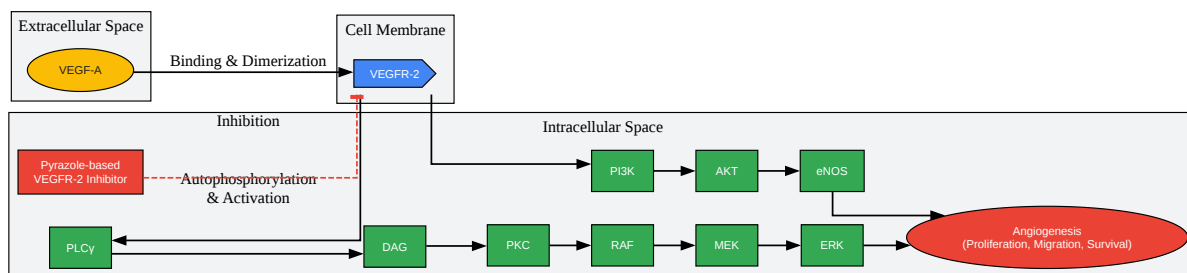 Extracellular Space
Cell Membrane
VEGF-A
Binding & Dimerization
VEGFR-2
Inhibition
Intracellular Space
Pyrazole-based
VEGFR-2 Inhibitor
Autophosphorylation
& Activation
PI3K
AKT
eNOS
PLCγ
DAG
PKC
RAF
MEK
ERK
Angiogenesis
(Proliferation, Migration, Survival)